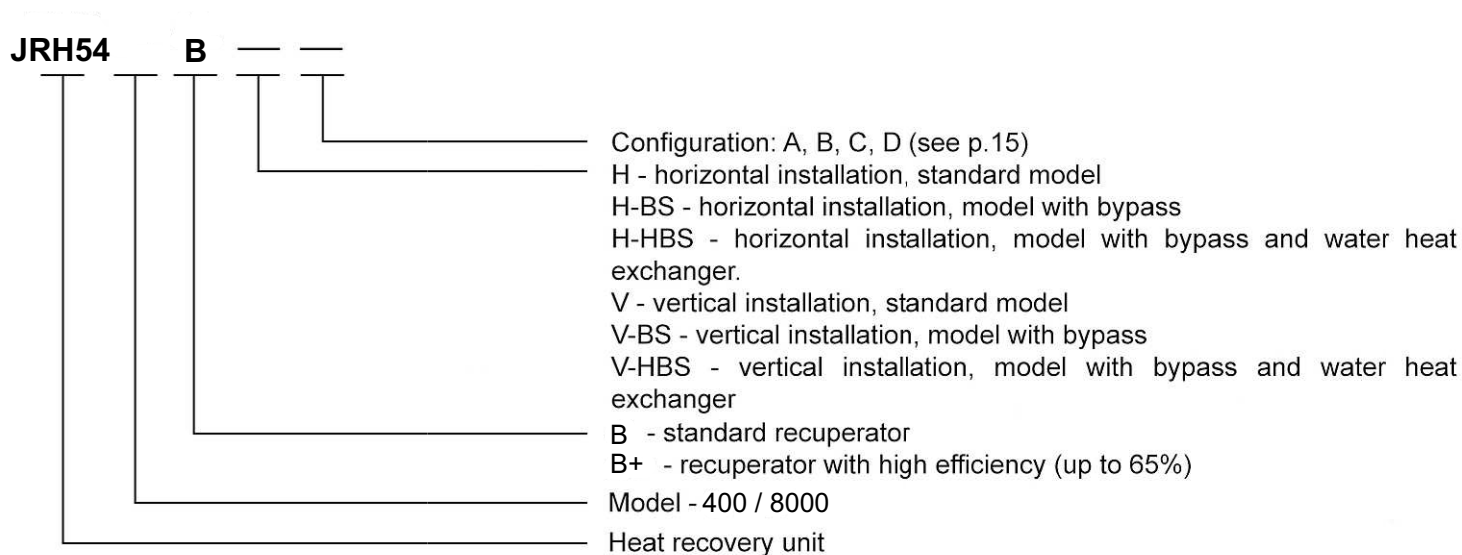 JRH54 B
Configuration: A, B, C, D (see p.15)
H - horizontal installation, standard model
H-BS - horizontal installation, model with bypass
H-HBS - horizontal installation, model with bypass and water heat
exchanger.
V - vertical installation, standard model
V-BS - vertical installation, model with bypass
V-HBS - vertical installation, model with bypass and water heat
exchanger
B - standard recuperator
B+ - recuperator with high efficiency (up to 65%)
Model - 400 / 8000
Heat recovery unit